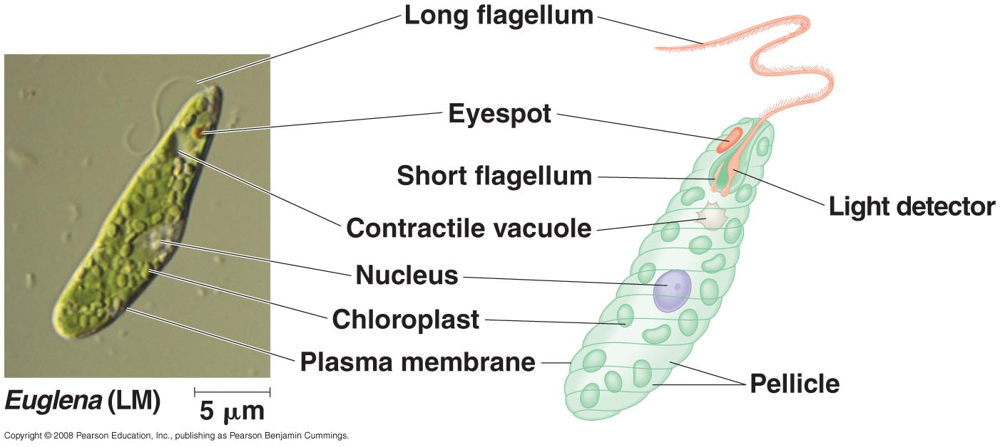 Long flagellum
Eyespot
Short flagellum
Light detector
Contractile vacuole
Nucleus
Chloroplast
Plasma membrane
Pellicle
Euglena (LM)
5 μm
Copyright © 2008 Pearson Education, Inc., publishing as Pearson Benjamin Cummings.